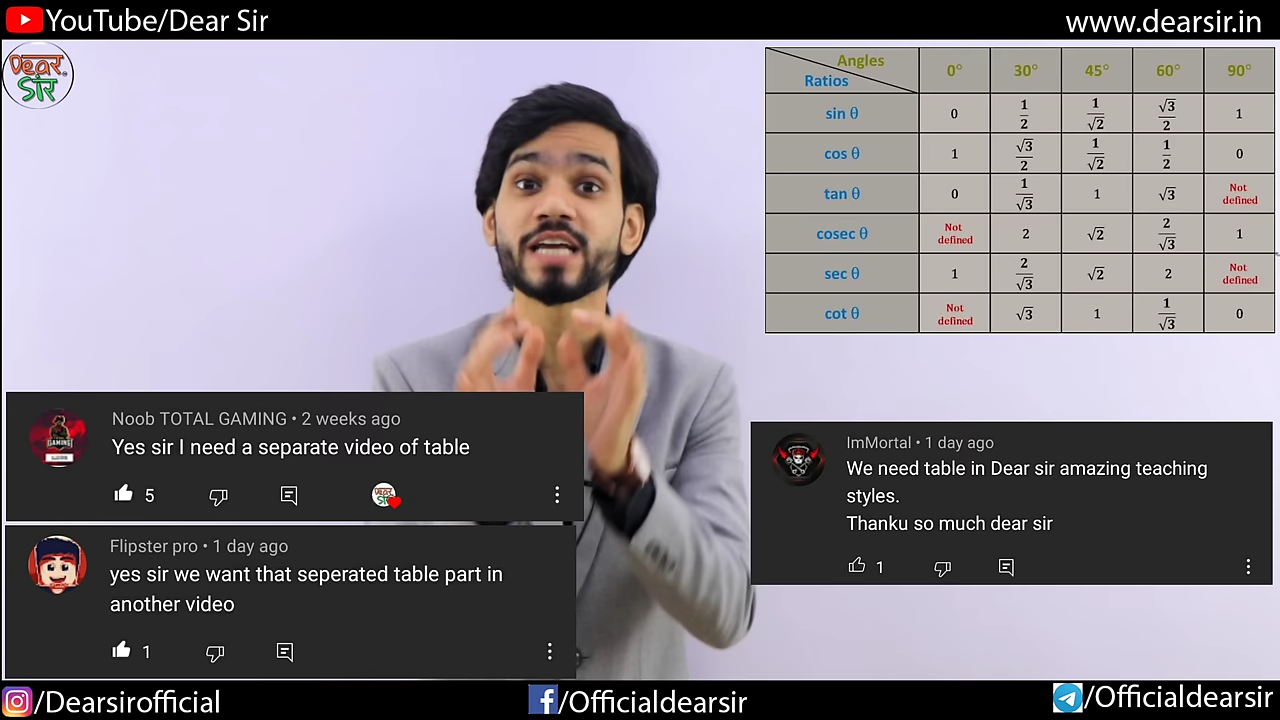 YouTube/Dear Sir
www.dearsir.in
Dear
सर
Angles
Ratios
0° 30° 45° 60° 90°
sin θ 0 1/2 1/√2 √3/2 1
cos θ 1 √3/2 1/√2 1/2 0
tan θ 0 1/√3 1 √3 Not defined
cosec θ Not defined 2 √2 2/√3 1
sec θ 1 2/√3 √2 2 Not defined
cot θ Not defined √3 1 1/√3 0
Noob TOTAL GAMING • 2 weeks ago
Yes sir I need a separate video of table
5
Flipster pro • 1 day ago
yes sir we want that seperated table part in
another video
1
ImMortal • 1 day ago
We need table in Dear sir amazing teaching
styles.
Thanku so much dear sir
1
/Dearsirofficial
/Officialdearsir
/Officialdearsir